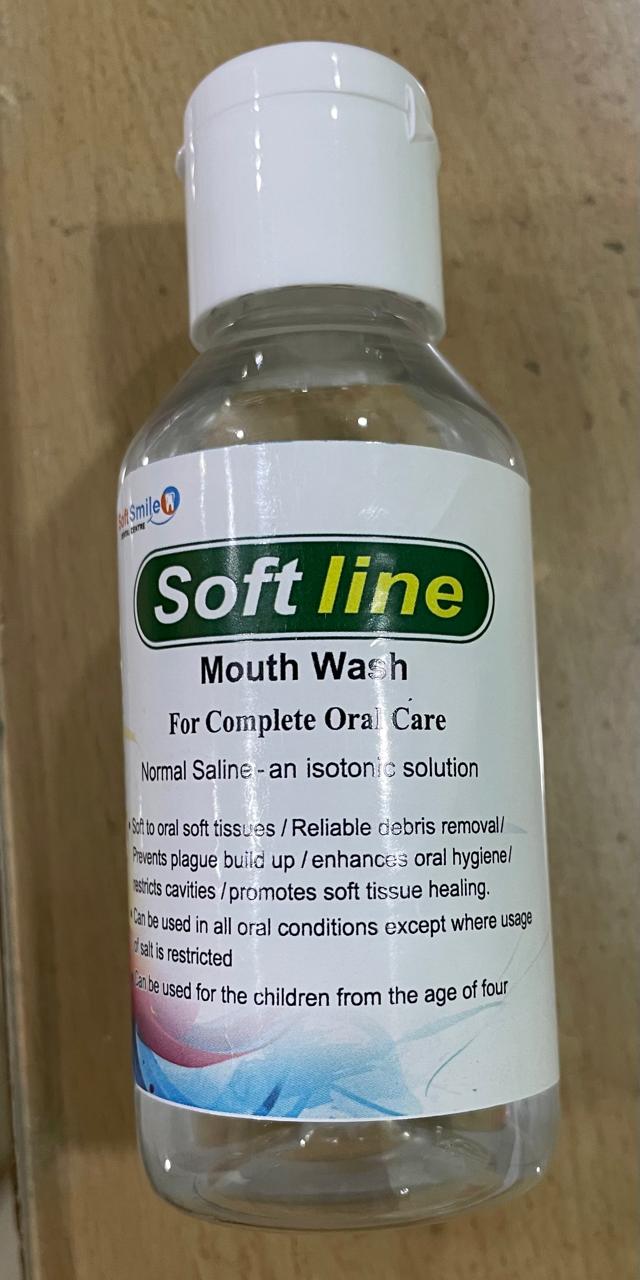 Soft Smile
DENTAL CENTRE
Soft line
Mouth Wash
For Complete Oral Care
Normal Saline - an isotonic solution
• Soft to oral soft tissues / Reliable debris removal/
Prevents plague build up / enhances oral hygiene/
restricts cavities / promotes soft tissue healing.
• Can be used in all oral conditions except where usage
of salt is restricted
• Can be used for the children from the age of four